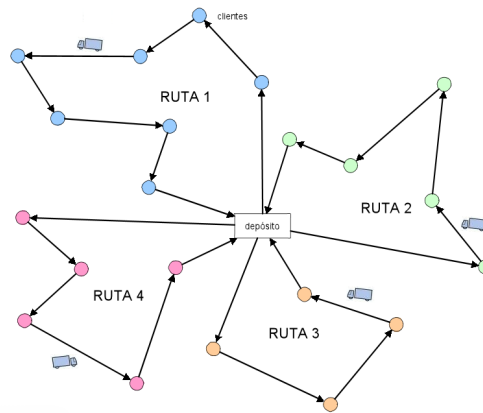 clientes
RUTA 1
RUTA 2
depósito
RUTA 4
RUTA 3